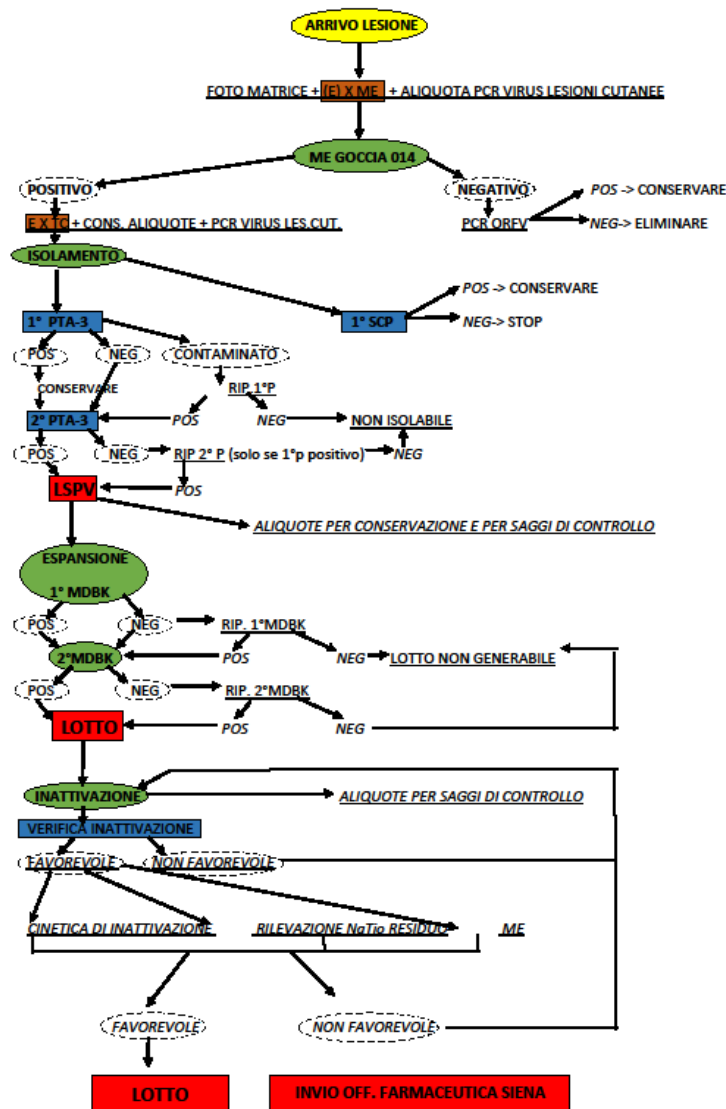 ARRIVO LESIONE
FOTO MATRICE + (E) X ME + ALIQUOTA PCR VIRUS LESIONI CUTANEE
ME GOCCIA 014
POSITIVO
NEGATIVO
POS -> CONSERVARE
E X TC + CONS. ALIQUOTE + PCR VIRUS LES.CUT.
PCR ORFV
NEG-> ELIMINARE
ISOLAMENTO
POS -> CONSERVARE
1° PTA-3
1° SCP
NEG-> STOP
POS
NEG
CONTAMINATO
CONSERVARE
RIP 1°P
2° PTA-3
POS
NEG
NON ISOLABILE
POS
NEG
RIP 2° P (solo se 1°p positivo)
NEG
LSPV
POS
ALIQUOTE PER CONSERVAZIONE E PER SAGGI DI CONTROLLO
ESPANSIONE
1° MDBK
POS
NEG
RIP. 1°MDBK
2°MDBK
POS
NEG
LOTTO NON GENERABILE
POS
NEG
RIP. 2°MDBK
LOTTO
POS
NEG
INATTIVAZIONE
ALIQUOTE PER SAGGI DI CONTROLLO
VERIFICA INATTIVAZIONE
FAVOREVOLE
NON FAVOREVOLE
CINETICA DI INATTIVAZIONE
RILEVAZIONE NaTio RESIDUO
ME
FAVOREVOLE
NON FAVOREVOLE
LOTTO
INVIO OFF. FARMACEUTICA SIENA